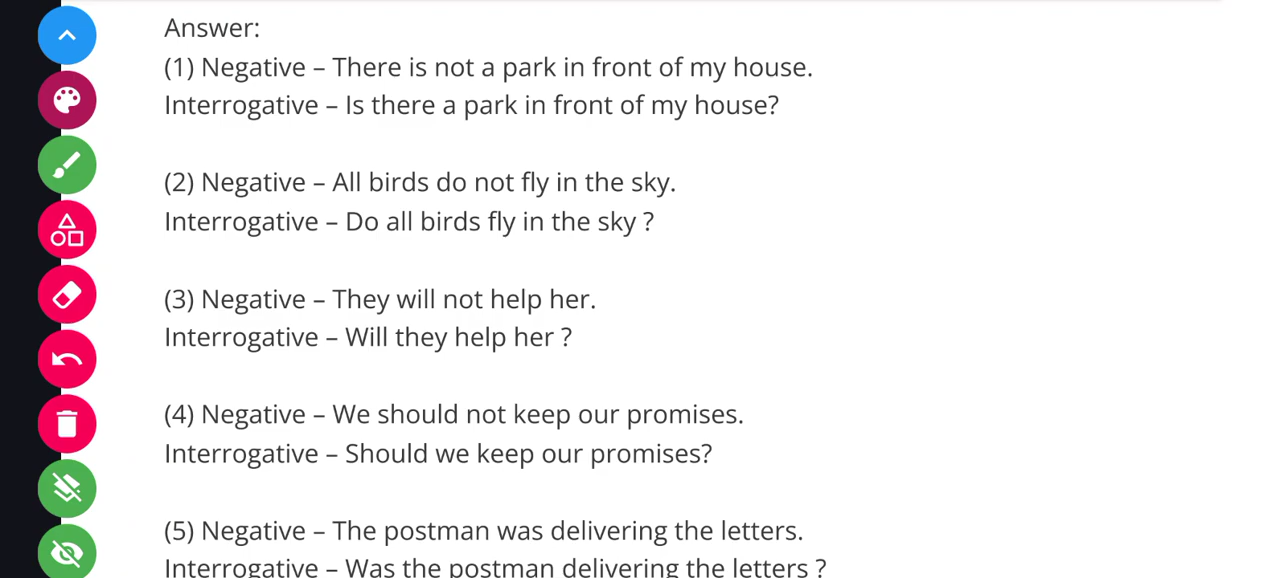 Answer:
(1) Negative – There is not a park in front of my house.
Interrogative – Is there a park in front of my house?
(2) Negative – All birds do not fly in the sky.
Interrogative – Do all birds fly in the sky ?
(3) Negative – They will not help her.
Interrogative – Will they help her ?
(4) Negative – We should not keep our promises.
Interrogative – Should we keep our promises?
(5) Negative – The postman was delivering the letters.
Interrogative – Was the postman delivering the letters ?